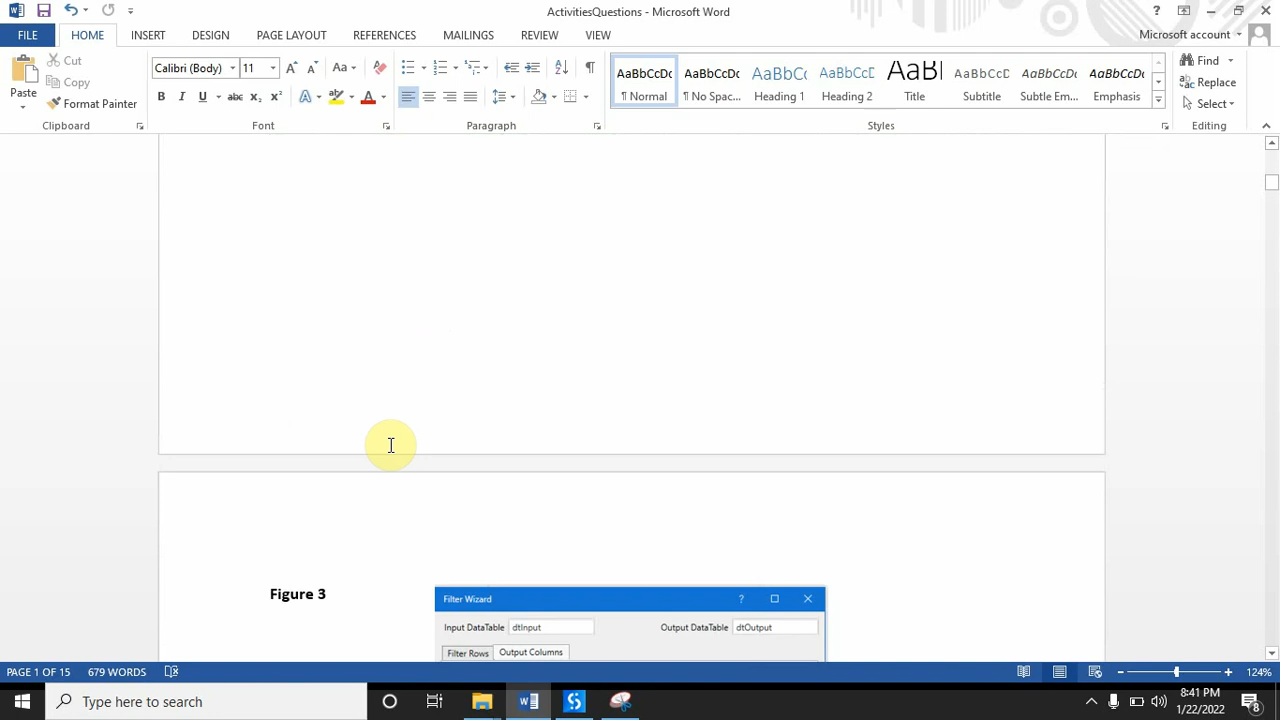 ActivitiesQuestions - Microsoft Word
FILE HOME INSERT DESIGN PAGE LAYOUT REFERENCES MAILINGS REVIEW VIEW Microsoft account
Cut
Copy
Format Painter
Paste
Clipboard
Calibri (Body) 11
Font
Paragraph
AaBbCcDc AaBbCcDc AaBbCc AaBbCc AaBl AaBbCcDc AaBbCcDc AaBbCcDc
¶ Normal ¶ No Spac... Heading 1 Heading 2 Title Subtitle Subtle Em... Emphasis
Styles
Find
Replace
Select
Editing
Figure 3
Filter Wizard
Input DataTable dtInput Output DataTable dtOutput
Filter Rows Output Columns
PAGE 1 OF 15 679 WORDS 124%
Type here to search
8:41 PM
1/22/2022
8